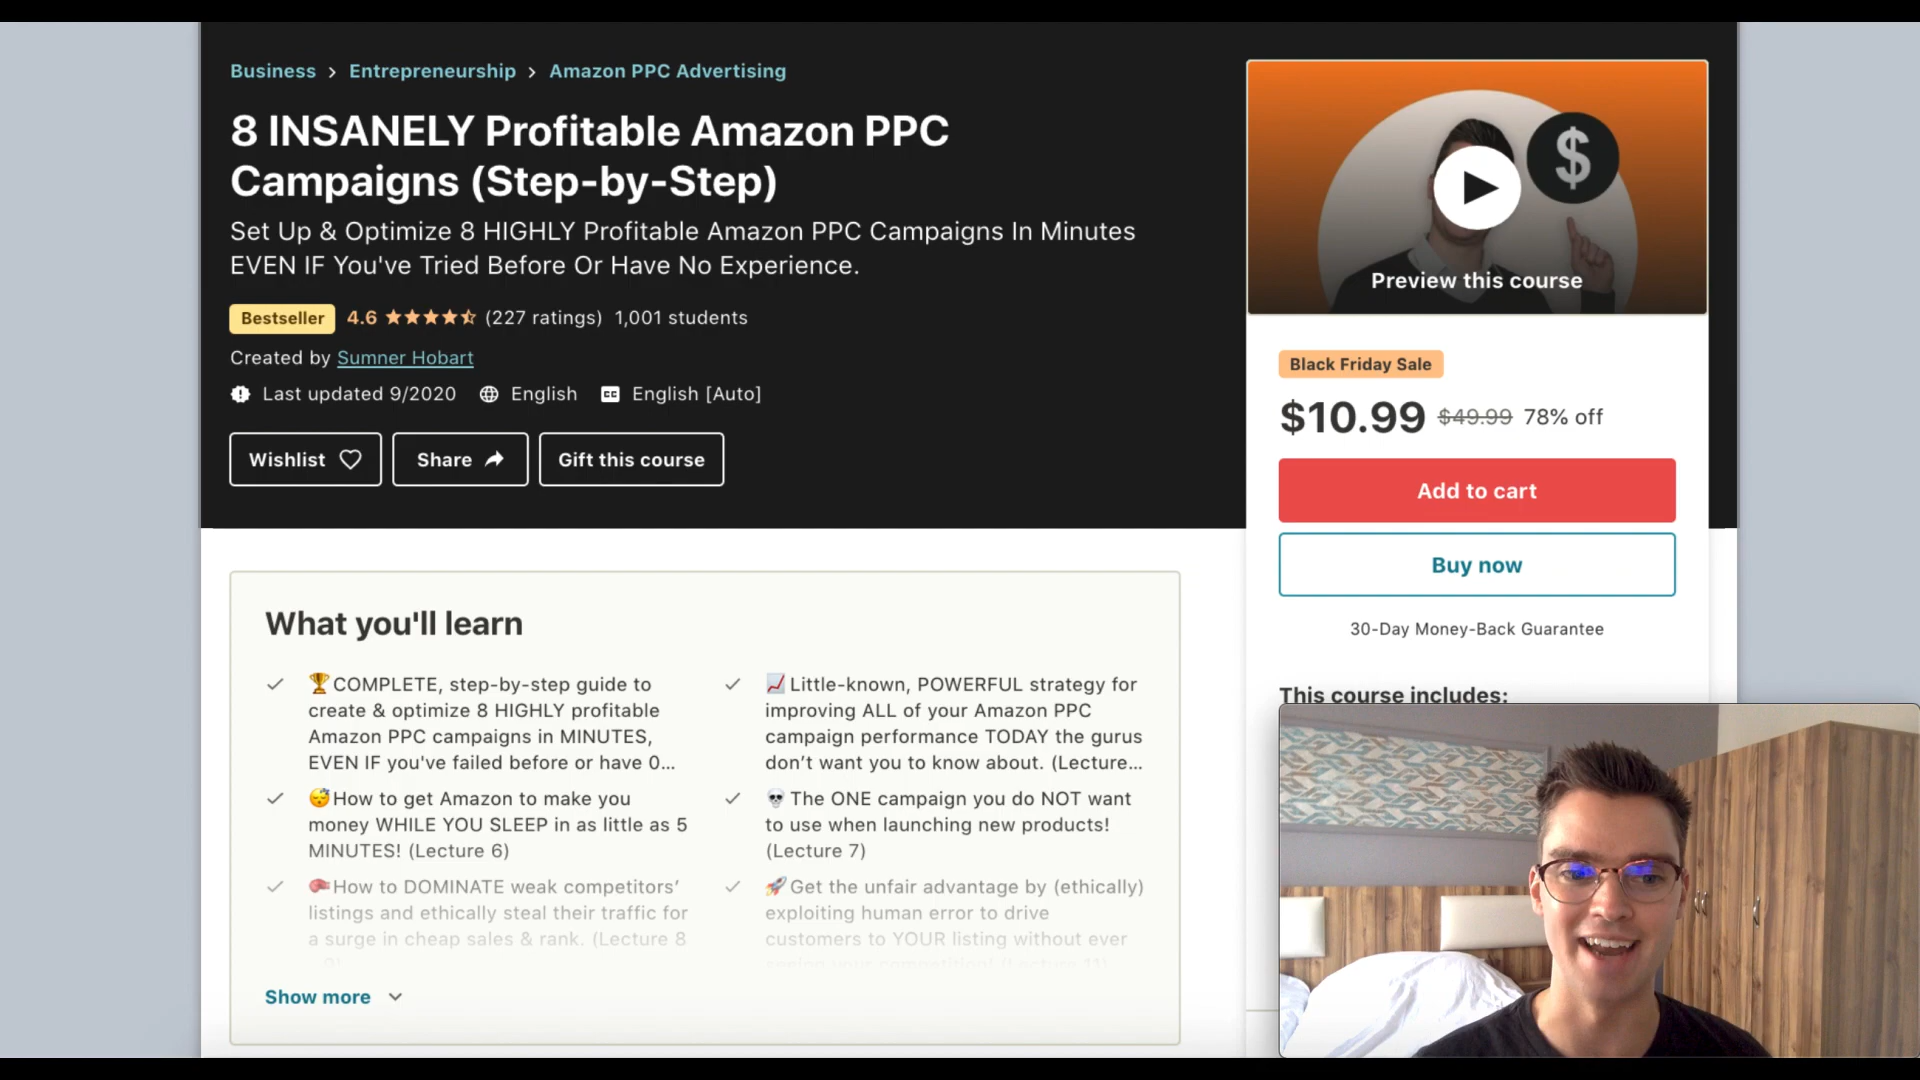 Business > Entrepreneurship > Amazon PPC Advertising
8 INSANELY Profitable Amazon PPC
Campaigns (Step-by-Step)
Set Up & Optimize 8 HIGHLY Profitable Amazon PPC Campaigns In Minutes
EVEN IF You've Tried Before Or Have No Experience.
Bestseller 4.6 (227 ratings) 1,001 students
Created by Sumner Hobart
Last updated 9/2020 English CC English [Auto]
Wishlist Share Gift this course
$
Preview this course
Black Friday Sale
$10.99 $49.99 78% off
Add to cart
Buy now
30-Day Money-Back Guarantee
This course includes:
What you'll learn
🏆COMPLETE, step-by-step guide to
create & optimize 8 HIGHLY profitable
Amazon PPC campaigns in MINUTES,
EVEN IF you've failed before or have 0...
😴How to get Amazon to make you
money WHILE YOU SLEEP in as little as 5
MINUTES! (Lecture 6)
🥊How to DOMINATE weak competitors’
listings and ethically steal their traffic for
a surge in cheap sales & rank. (Lecture 8
📈Little-known, POWERFUL strategy for
improving ALL of your Amazon PPC
campaign performance TODAY the gurus
don’t want you to know about. (Lecture...
💀The ONE campaign you do NOT want
to use when launching new products!
(Lecture 7)
🚀Get the unfair advantage by (ethically)
exploiting human error to drive
customers to YOUR listing without ever
Show more